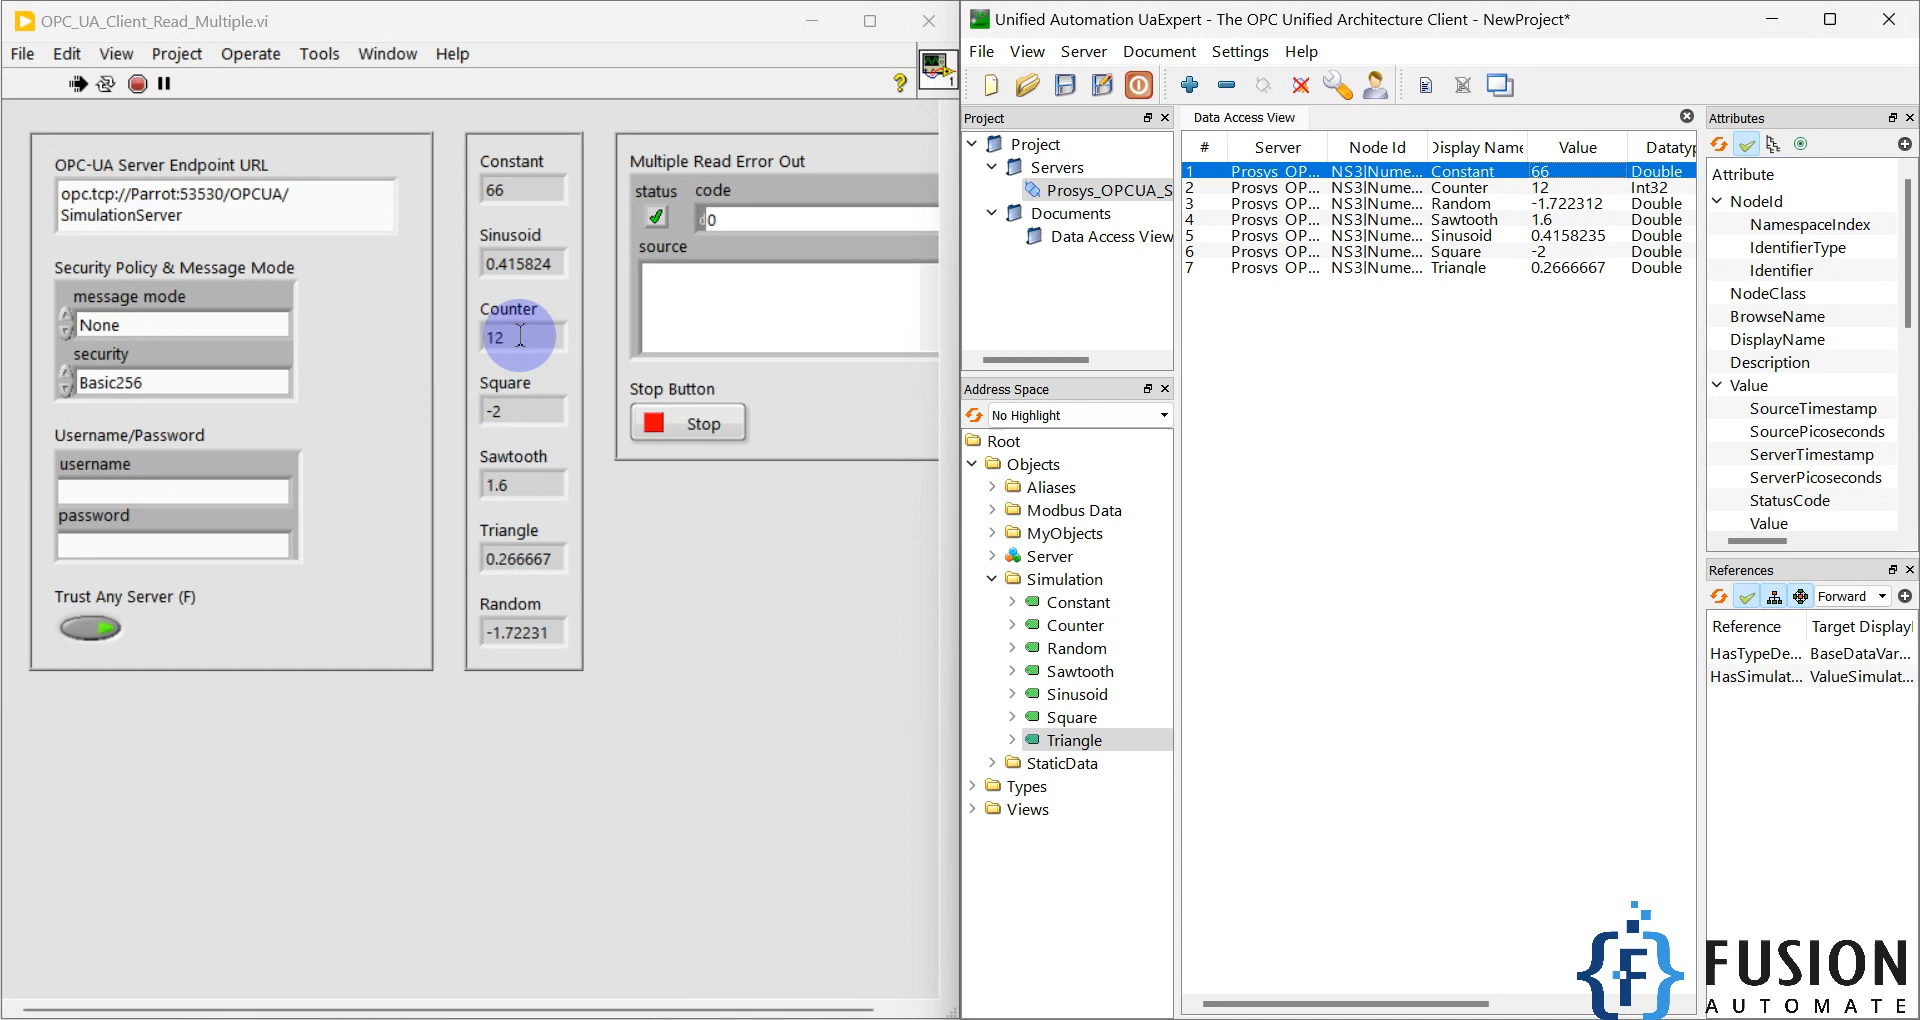 OPC_UA_Client_Read_Multiple.vi
File Edit View Project Operate Tools Window Help
1
OPC-UA Server Endpoint URL
opc.tcp://Parrot:53530/OPCUA/
SimulationServer
Security Policy & Message Mode
message mode
None
security
Basic256
Username/Password
username
password
Trust Any Server (F)
Constant
66
Sinusoid
0.415824
Counter
12
Square
-2
Sawtooth
1.6
Triangle
0.266667
Random
-1.72231
Multiple Read Error Out
status code
d 0
source
Stop Button
Stop
Unified Automation UaExpert - The OPC Unified Architecture Client - NewProject*
File View Server Document Settings Help
Project
Project
Servers
Prosys_OPCUA_S
Documents
Data Access View
Address Space
No Highlight
Root
Objects
Aliases
Modbus Data
MyObjects
Server
Simulation
Constant
Counter
Random
Sawtooth
Sinusoid
Square
Triangle
StaticData
Types
Views
Data Access View
# Server Node Id Display Name Value Datatyp
1 Prosys OP... NS3|Nume... Constant 66 Double
2 Prosys OP... NS3|Nume... Counter 12 Int32
3 Prosys OP... NS3|Nume... Random -1.722312 Double
4 Prosys OP... NS3|Nume... Sawtooth 1.6 Double
5 Prosys OP... NS3|Nume... Sinusoid 0.4158235 Double
6 Prosys OP... NS3|Nume... Square -2 Double
7 Prosys OP... NS3|Nume... Triangle 0.2666667 Double
Attributes
Attribute
NodeId
NamespaceIndex
IdentifierType
Identifier
NodeClass
BrowseName
DisplayName
Description
Value
SourceTimestamp
SourcePicoseconds
ServerTimestamp
ServerPicoseconds
StatusCode
Value
References
Forward
Reference Target Display
HasTypeDe... BaseDataVar...
HasSimulat... ValueSimulat...
FUSION
AUTOMATE